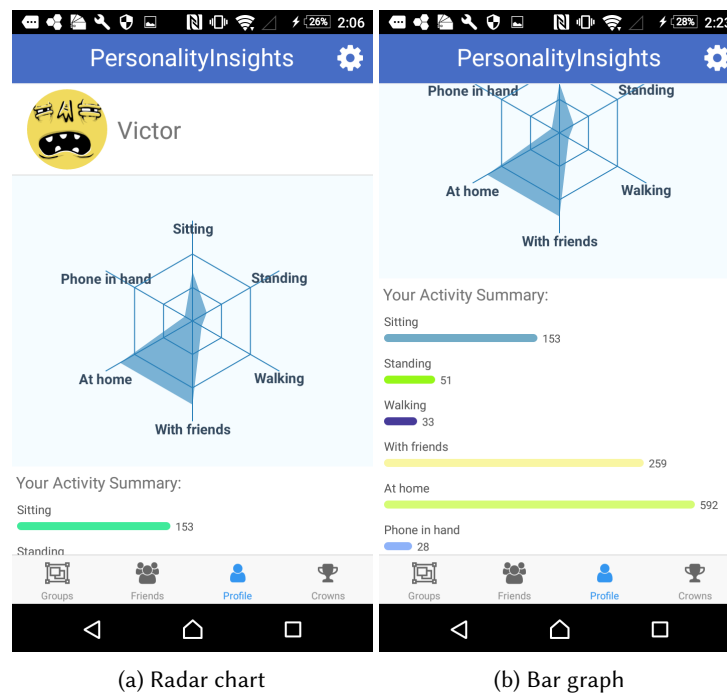 26% 2:06
PersonalityInsights
Victor
Sitting
Phone in hand
Standing
At home
Walking
With friends
Your Activity Summary:
Sitting
153
Standing
Groups Friends Profile Crowns
(a) Radar chart
28% 2:23
PersonalityInsights
Phone in hand
Standing
At home
Walking
With friends
Your Activity Summary:
Sitting
153
Standing
51
Walking
33
With friends
259
At home
592
Phone in hand
28
Groups Friends Profile Crowns
(b) Bar graph